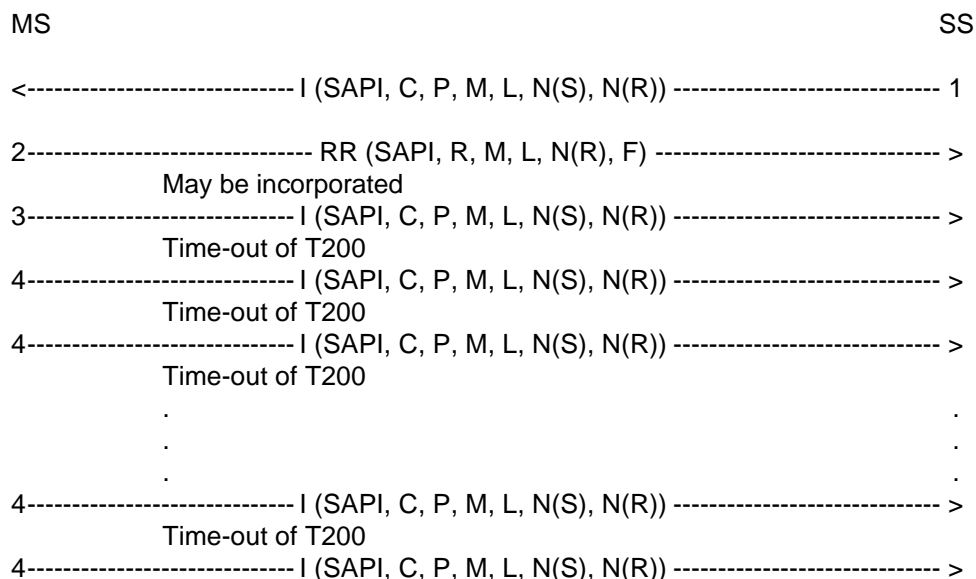 MS SS
<------------------------------ I (SAPI, C, P, M, L, N(S), N(R)) ------------------------------ 1
2-------------------------------- RR (SAPI, R, M, L, N(R), F) -------------------------------- >
May be incorporated
3------------------------------ I (SAPI, C, P, M, L, N(S), N(R)) ------------------------------ >
Time-out of T200
4------------------------------ I (SAPI, C, P, M, L, N(S), N(R)) ------------------------------ >
Time-out of T200
4------------------------------ I (SAPI, C, P, M, L, N(S), N(R)) ------------------------------ >
Time-out of T200
. .
. .
. .
4------------------------------ I (SAPI, C, P, M, L, N(S), N(R)) ------------------------------ >
Time-out of T200
4------------------------------ I (SAPI, C, P, M, L, N(S), N(R)) ------------------------------ >